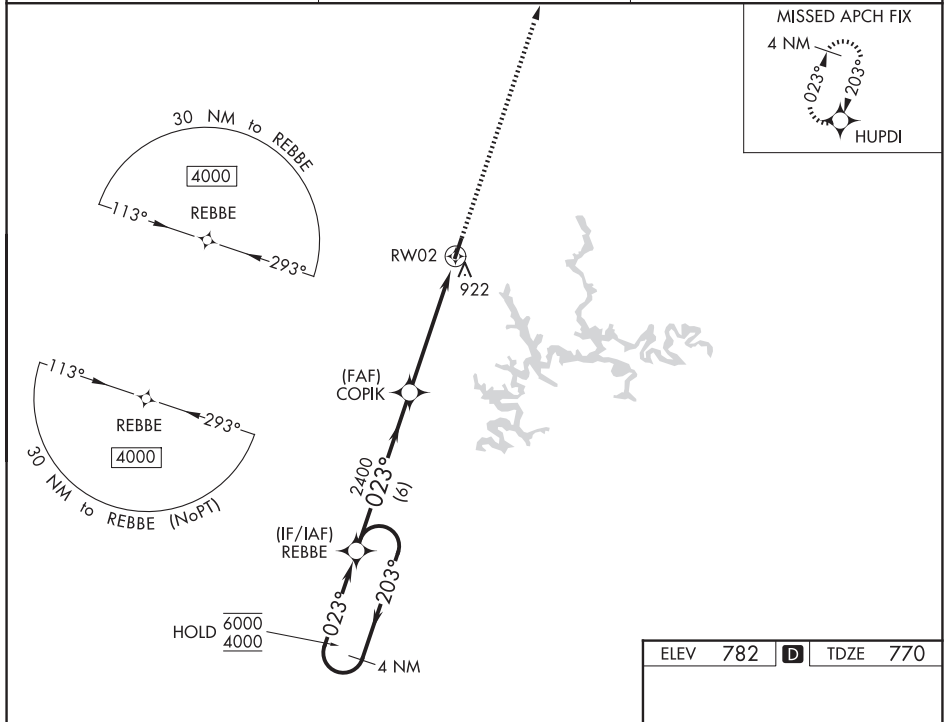 MISSED APCH FIX
4 NM
023°
203°
HUPDI
30 NM to REBBE
4000
REBBE
113°
293°
RW02
922
113°
293°
REBBE
4000
30 NM to REBBE (NoPT)
(FAF)
COPIK
2400
023°
(6)
(IF/IAF)
REBBE
023°
203°
HOLD 6000
4000
4 NM
ELEV 782 D TDZE 770